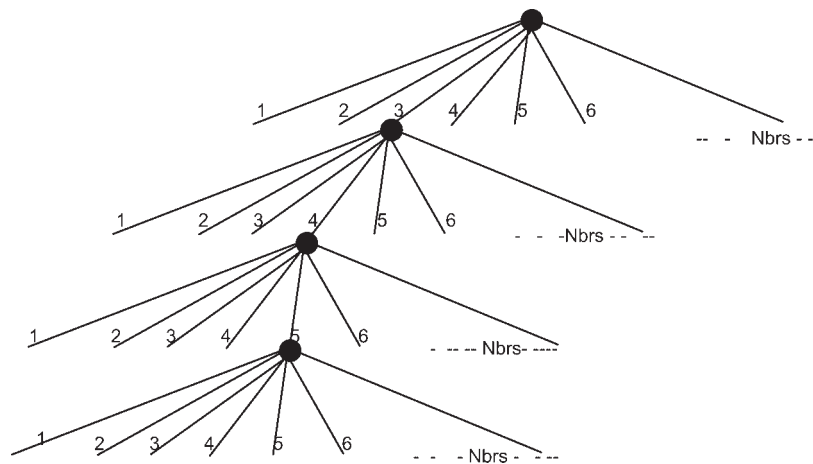 1 2 3 4 5 6
-- - Nbrs - -
1 2 3 4 5 6
- - -Nbrs - - --
1 2 3 4 5 6
- -- -- Nbrs- ----
1 2 3 4 5 6
- - - Nbrs - - --